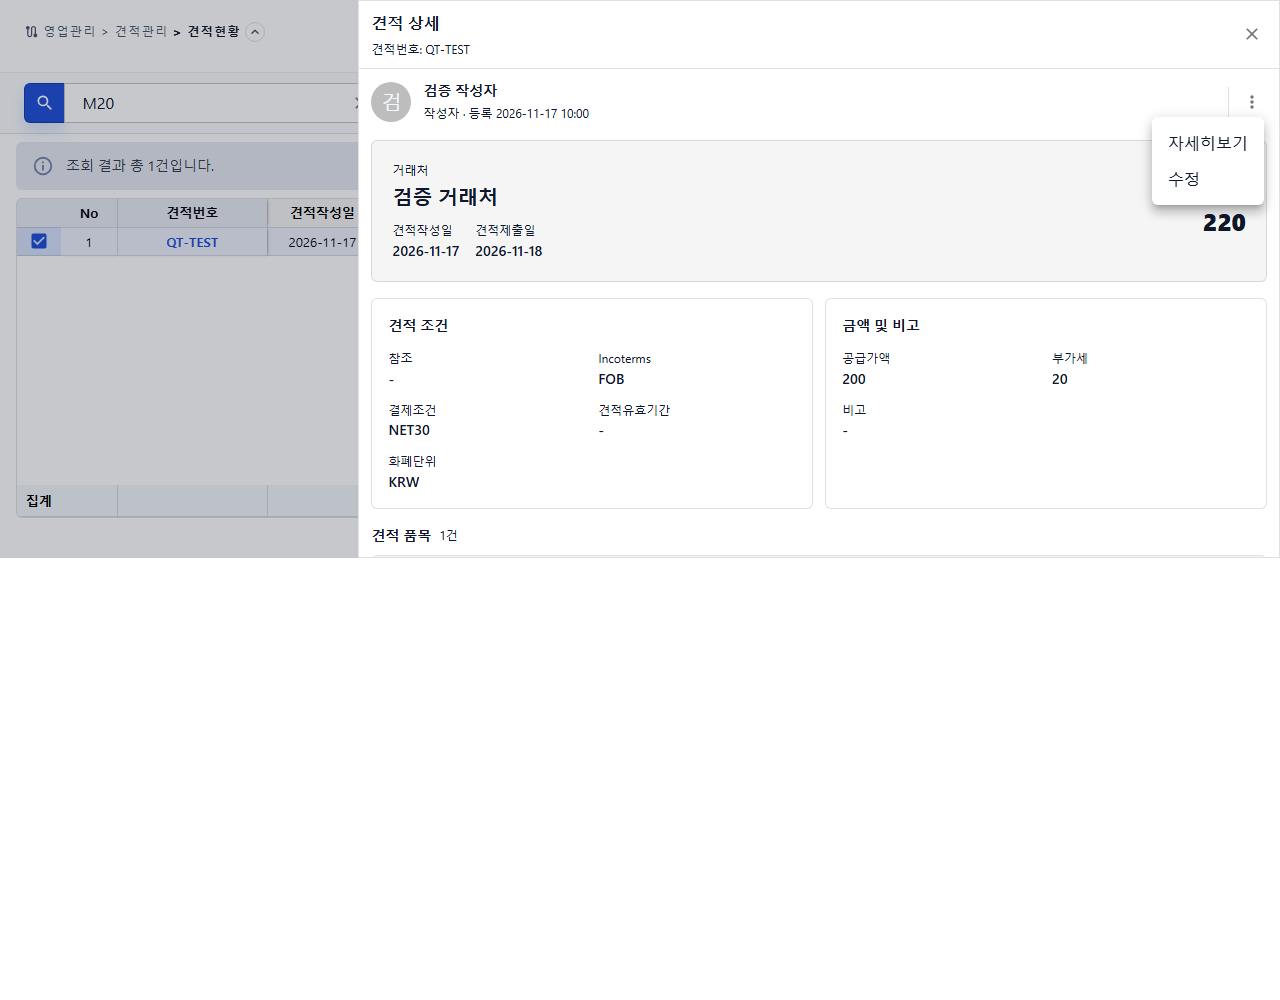 영업관리 > 견적관리 > 견적현황
M20
조회 결과 총 1건입니다.
No 견적번호 견적작성일
1 QT-TEST 2026-11-17
집계
견적 상세
견적번호: QT-TEST
검
검증 작성자
작성자 · 등록 2026-11-17 10:00
자세히보기
수정
거래처
검증 거래처
220
견적작성일 견적제출일
2026-11-17 2026-11-18
견적 조건
참조 Incoterms
- FOB
결제조건 견적유효기간
NET30 -
화폐단위
KRW
금액 및 비고
공급가액 부가세
200 20
비고
-
견적 품목 1건